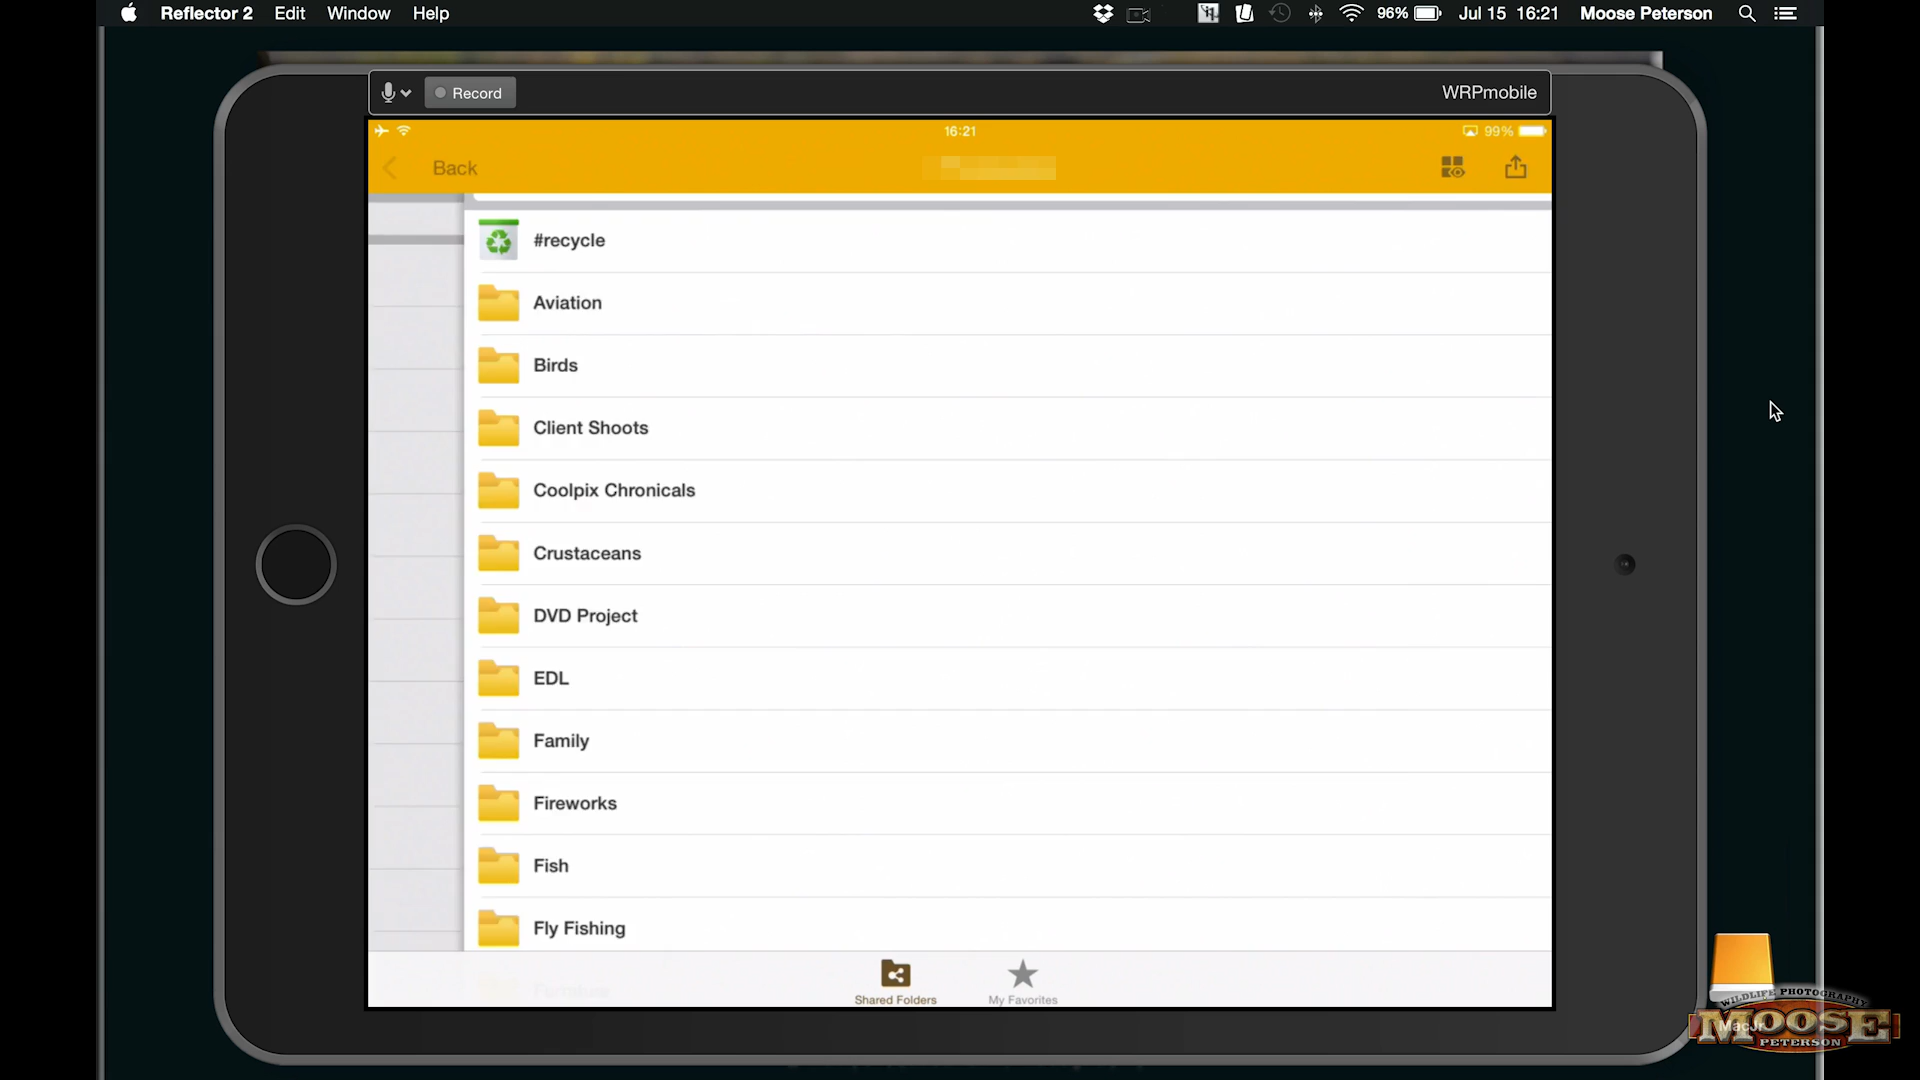 Reflector 2 Edit Window Help 96% Jul 15 16:21 Moose Peterson
Record WRPmobile
16:21 99%
Back
#recycle
Aviation
Birds
Client Shoots
Coolpix Chronicals
Crustaceans
DVD Project
EDL
Family
Fireworks
Fish
Fly Fishing
Furniture
Shared Folders My Favorites
WILDLIFE PHOTOGRAPHY
MOOSE
PETERSON